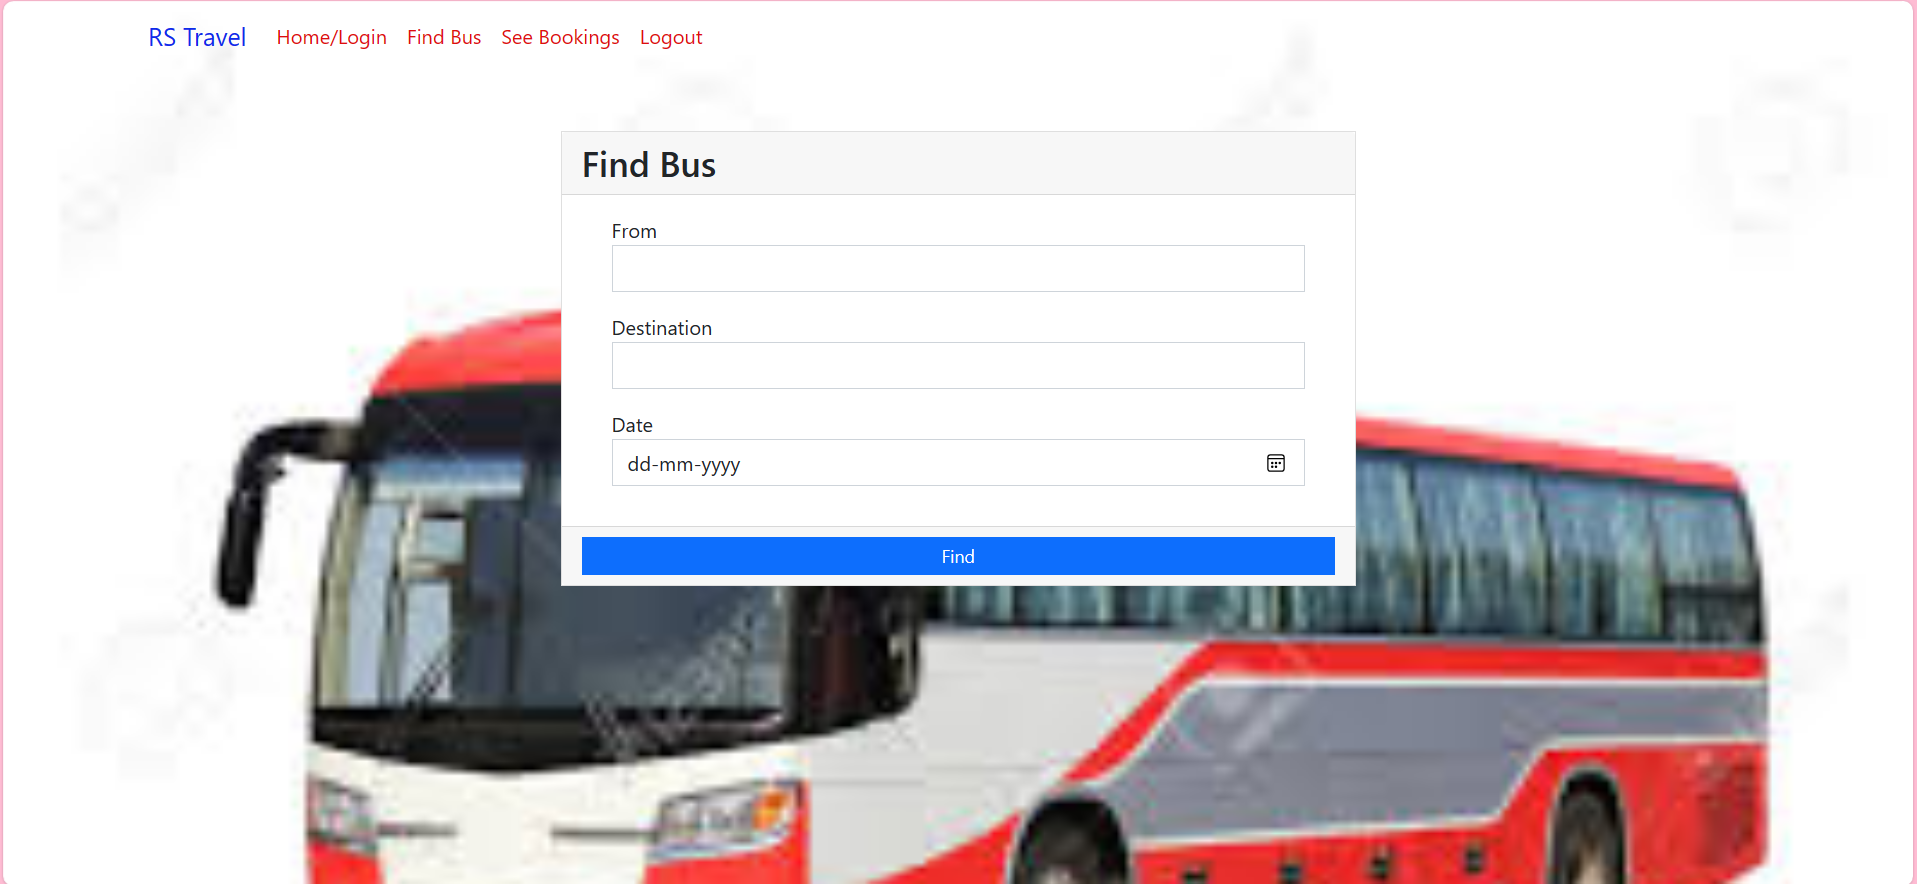 RS Travel Home/Login Find Bus See Bookings Logout
Find Bus
From
Destination
Date
dd-mm-yyyy
Find